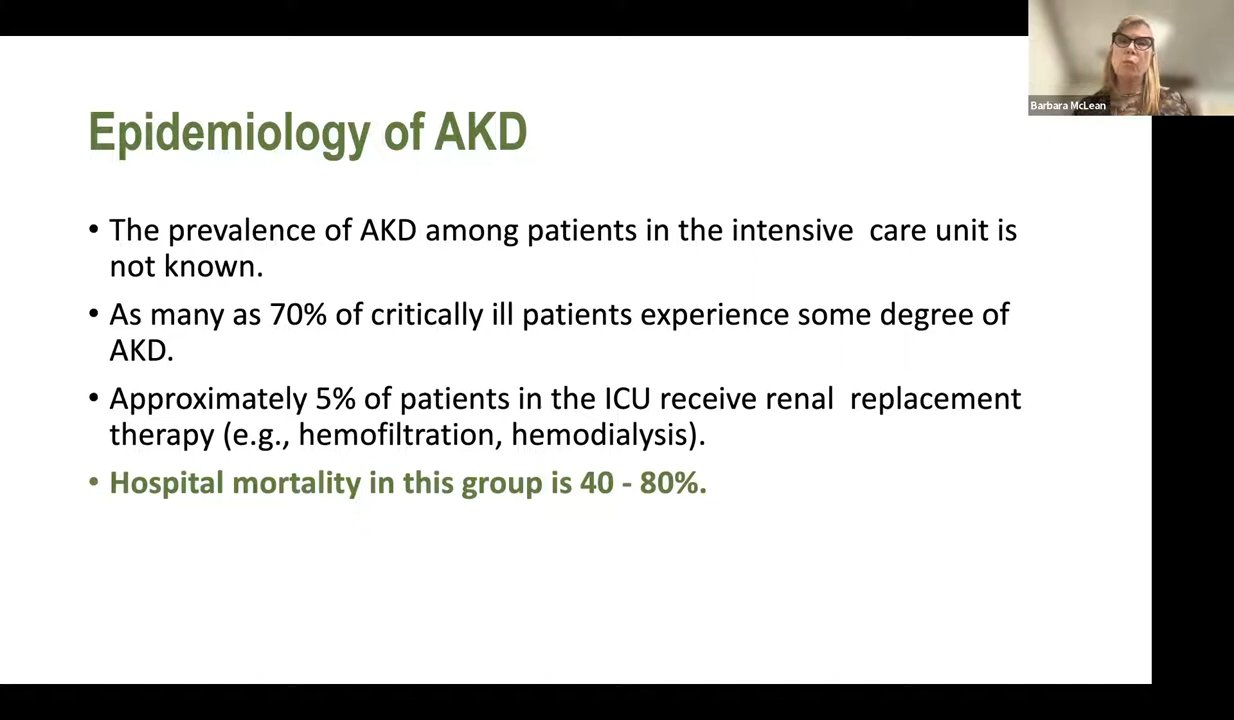 Barbara McLean
Epidemiology of AKD
• The prevalence of AKD among patients in the intensive  care unit is
not known.
• As many as 70% of critically ill patients experience some degree of
AKD.
• Approximately 5% of patients in the ICU receive renal  replacement
therapy (e.g., hemofiltration, hemodialysis).
• Hospital mortality in this group is 40 - 80%.